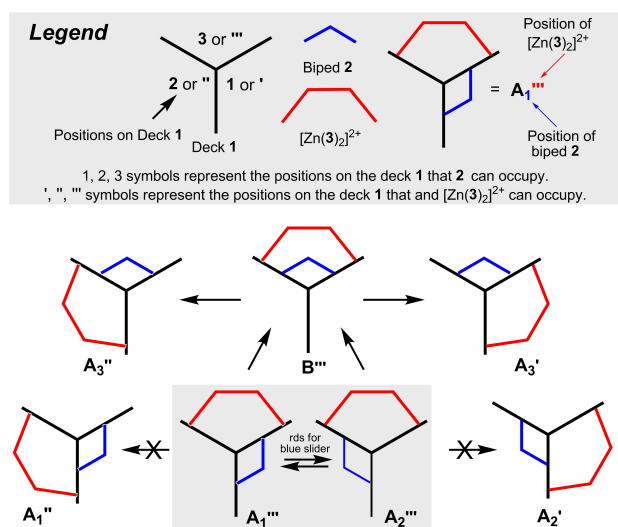 Legend
3 or '''
2 or '' 1 or '
Positions on Deck 1
Deck 1
Biped 2
[Zn(3)2]2+
Position of
[Zn(3)2]2+
= A1'''
Position of
biped 2
1, 2, 3 symbols represent the positions on the deck 1 that 2 can occupy.
', '', ''' symbols represent the positions on the deck 1 that and [Zn(3)2]2+ can occupy.
A3'' B''' A3'
rds for
blue slider
X X
A1'' A1''' A2''' A2'